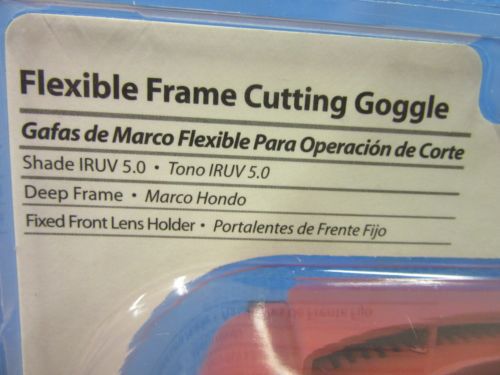 Flexible Frame Cutting Goggle
Gafas de Marco Flexible Para Operación de Corte
Shade IRUV 5.0 • Tono IRUV 5.0
Deep Frame • Marco Hondo
Fixed Front Lens Holder • Portalentes de Frente Fijo